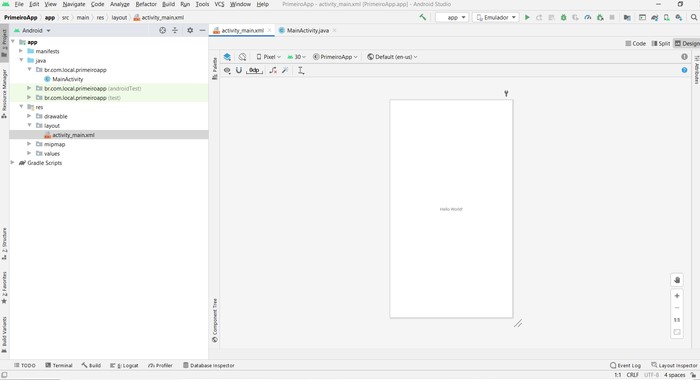 File Edit View Navigate Code Analyze Refactor Build Run Tools VCS Window Help PrimeiroApp - activity_main.xml [PrimeiroApp.app] - Android Studio
PrimeiroApp app src main res layout activity_main.xml app Emulador
Android activity_main.xml MainActivity.java
1: Project
Resource Manager
2: Structure
2: Favorites
Build Variants
app
manifests
java
br.com.local.primeiroapp
MainActivity
br.com.local.primeiroapp (androidTest)
br.com.local.primeiroapp (test)
res
drawable
layout
activity_main.xml
mipmap
values
Gradle Scripts
Code Split Design
Palette
Component Tree
Pixel 30 PrimeiroApp Default (en-us)
0dp
Attributes
Hello World!
1:1
TODO Terminal Build 6: Logcat Profiler Database Inspector Event Log Layout Inspector
1:1 CRLF UTF-8 4 spaces